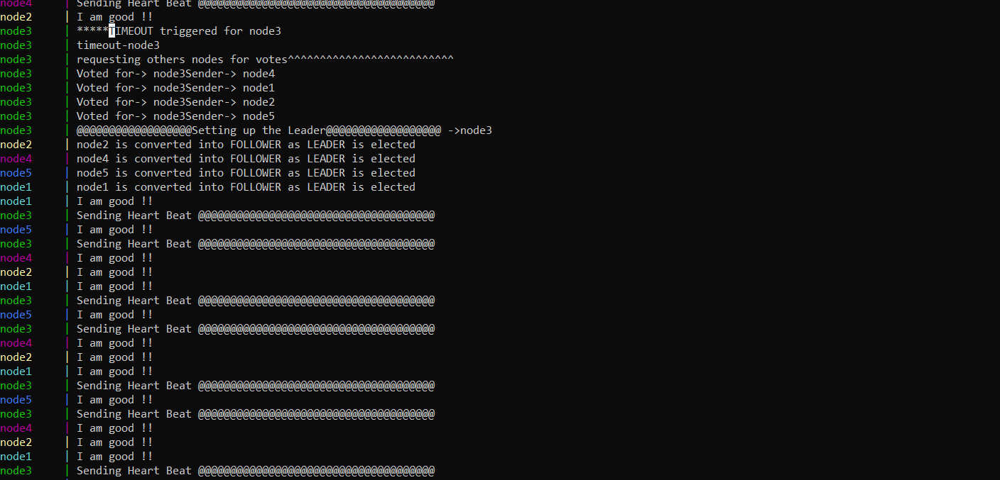 node4 | Sending Heart Beat @@@@@@@@@@@@@@@@@@@@@@@@@@@@@@@@@@@@@
node2 | I am good !!
node3 | *****TIMEOUT triggered for node3
node3 | timeout-node3
node3 | requesting others nodes for votes^^^^^^^^^^^^^^^^^^^^^^^^^^
node3 | Voted for-> node3Sender-> node4
node3 | Voted for-> node3Sender-> node1
node3 | Voted for-> node3Sender-> node2
node3 | Voted for-> node3Sender-> node5
node3 | @@@@@@@@@@@@@@@@@@Setting up the Leader@@@@@@@@@@@@@@@@@@ ->node3
node2 | node2 is converted into FOLLOWER as LEADER is elected
node4 | node4 is converted into FOLLOWER as LEADER is elected
node5 | node5 is converted into FOLLOWER as LEADER is elected
node1 | node1 is converted into FOLLOWER as LEADER is elected
node1 | I am good !!
node3 | Sending Heart Beat @@@@@@@@@@@@@@@@@@@@@@@@@@@@@@@@@@@@@
node5 | I am good !!
node3 | Sending Heart Beat @@@@@@@@@@@@@@@@@@@@@@@@@@@@@@@@@@@@@
node4 | I am good !!
node2 | I am good !!
node1 | I am good !!
node3 | Sending Heart Beat @@@@@@@@@@@@@@@@@@@@@@@@@@@@@@@@@@@@@
node5 | I am good !!
node3 | Sending Heart Beat @@@@@@@@@@@@@@@@@@@@@@@@@@@@@@@@@@@@@
node4 | I am good !!
node2 | I am good !!
node1 | I am good !!
node3 | Sending Heart Beat @@@@@@@@@@@@@@@@@@@@@@@@@@@@@@@@@@@@@
node5 | I am good !!
node3 | Sending Heart Beat @@@@@@@@@@@@@@@@@@@@@@@@@@@@@@@@@@@@@
node4 | I am good !!
node2 | I am good !!
node1 | I am good !!
node3 | Sending Heart Beat @@@@@@@@@@@@@@@@@@@@@@@@@@@@@@@@@@@@@